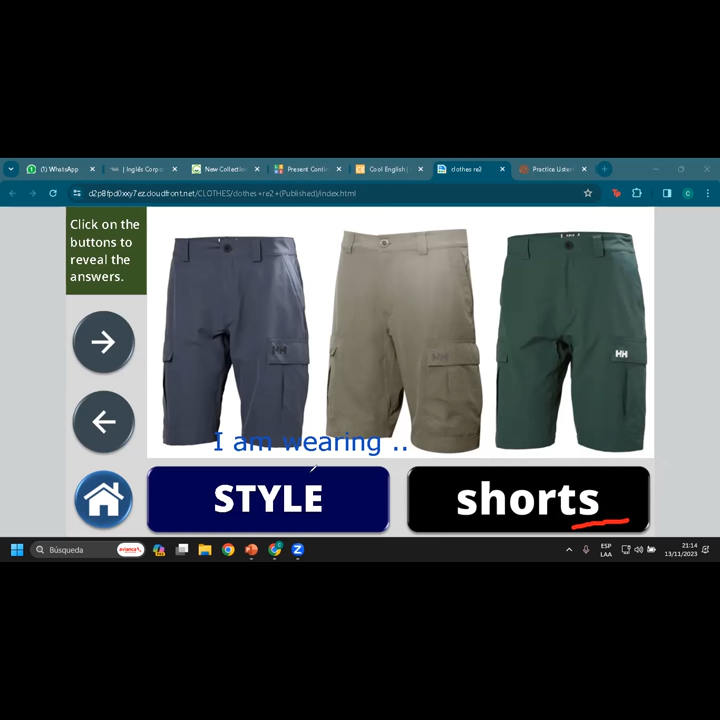 (1) WhatsApp
Inglés Corpo
New Collectio
Present Conti
Cool English (
clothes re2
Practice Listen
d2p8fpd0xxy7ez.cloudfront.net/CLOTHES/clothes+re2+(Published)/index.html
C
Click on the
buttons to
reveal the
answers.
HH
HH
HH
I am wearing ..
STYLE
shorts
Búsqueda
avianca
ESP
LAA
21:14
13/11/2023